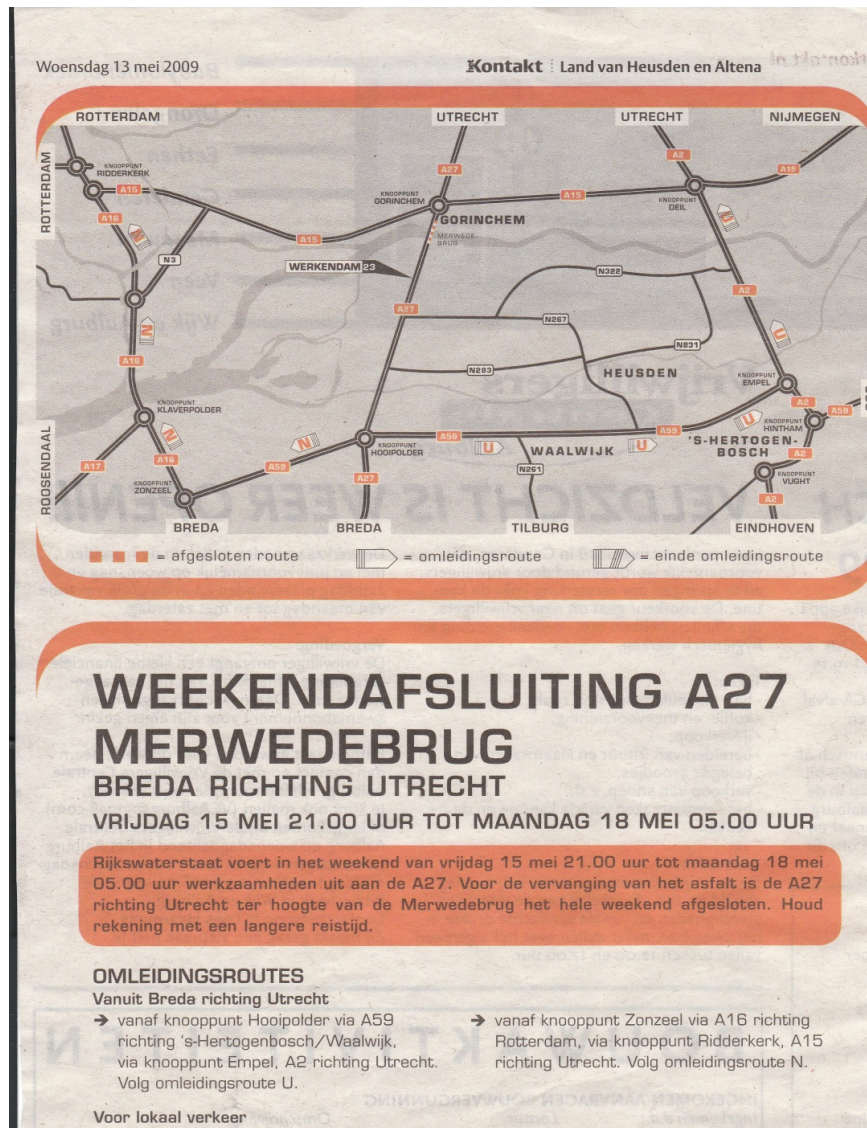 Woensdag 13 mei 2009
Kontakt Land van Heusden en Altena
ROTTERDAM
UTRECHT
UTRECHT
NIJMEGEN
ROTTERDAM
KNOOPPUNT
RIDDERKERK
A15
A16
N3
A15
A27
KNOOPPUNT
GORINCHEM
GORINCHEM
MERWEDE-
BRUG
A15
A2
A15
KNOOPPUNT
DEIL
N
U
WERKENDAM 23
N322
A27
A2
N267
N
U
A16
N831
N283
HEUSDEN
KNOOPPUNT
EMPEL
KNOOPPUNT
KLAVERPOLDER
A2
A59
KNOOPPUNT
HINTHAM
N
N
KNOOPPUNT
HOOIPOLDER
A59
U
WAALWIJK
U
A59
U
'S-HERTOGEN-
BOSCH
A2
ROOSENDAAL
A17
A16
A59
N261
KNOOPPUNT
ZONZEEL
A27
KNOOPPUNT
VUGHT
A2
BREDA
BREDA
TILBURG
EINDHOVEN
= afgesloten route
= omleidingsroute
= einde omleidingsroute
WEEKENDAFSLUITING A27
MERWEDEBRUG
BREDA RICHTING UTRECHT
VRIJDAG 15 MEI 21.00 UUR TOT MAANDAG 18 MEI 05.00 UUR
Rijkswaterstaat voert in het weekend van vrijdag 15 mei 21.00 uur tot maandag 18 mei
05.00 uur werkzaamheden uit aan de A27. Voor de vervanging van het asfalt is de A27
richting Utrecht ter hoogte van de Merwedebrug het hele weekend afgesloten. Houd
rekening met een langere reistijd.
OMLEIDINGSROUTES
Vanuit Breda richting Utrecht
→ vanaf knooppunt Hooipolder via A59
richting 's-Hertogenbosch/Waalwijk,
via knooppunt Empel, A2 richting Utrecht.
Volg omleidingsroute U.
→ vanaf knooppunt Zonzeel via A16 richting
Rotterdam, via knooppunt Ridderkerk, A15
richting Utrecht. Volg omleidingsroute N.
Voor lokaal verkeer